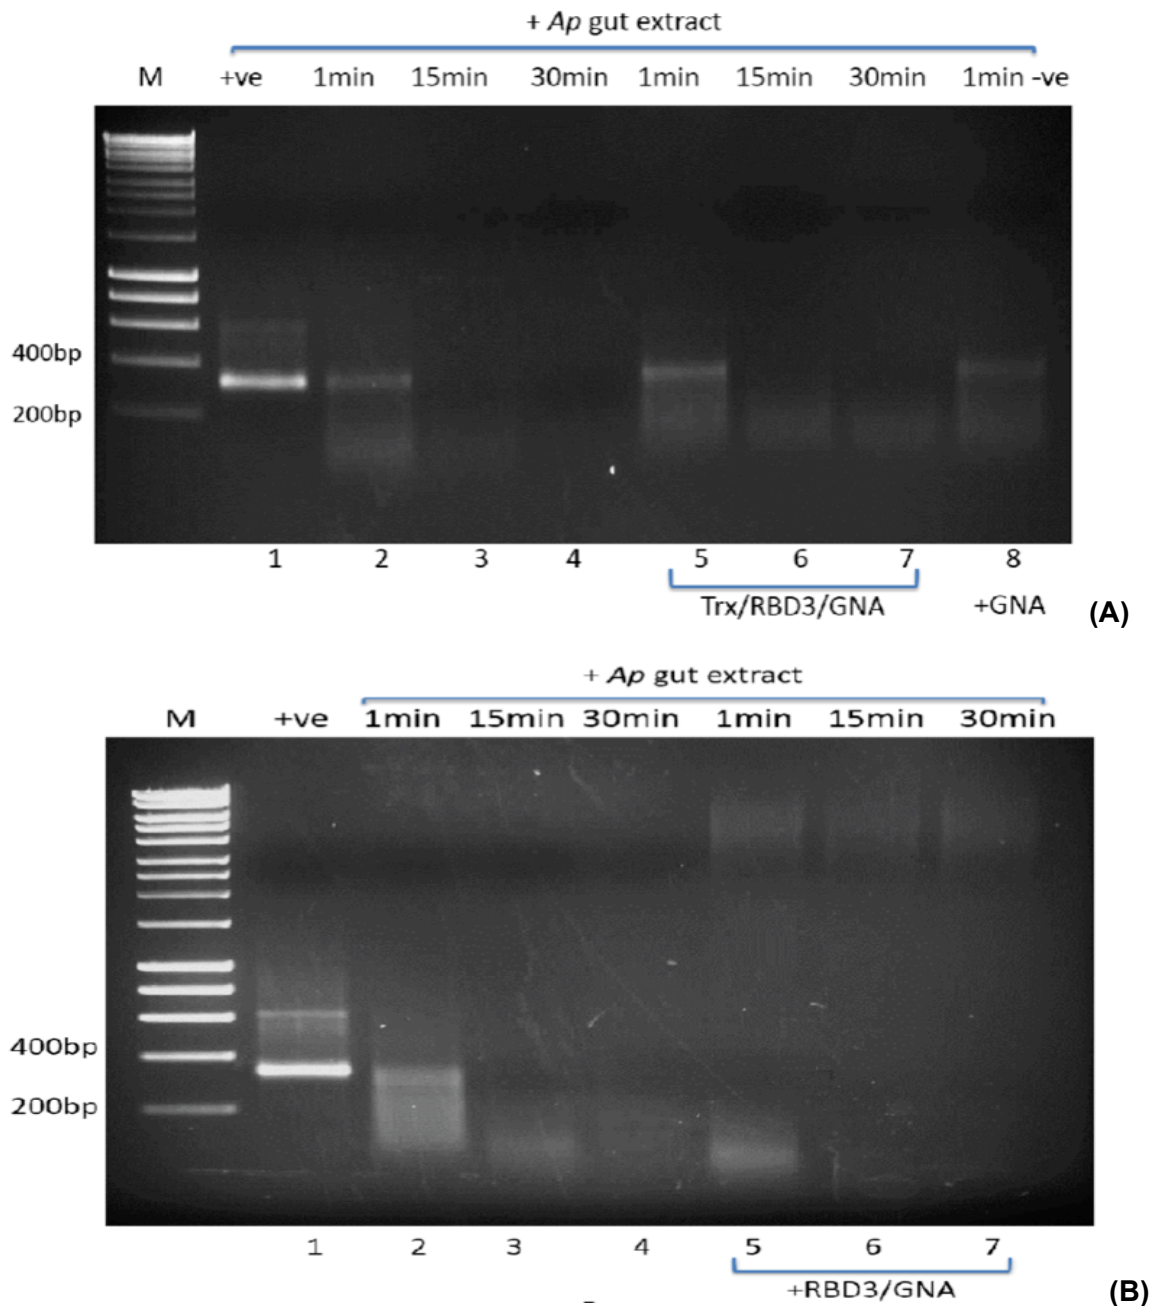 + Ap gut extract
M +ve 1min 15min 30min 1min 15min 30min 1min -ve
400bp
200bp
1 2 3 4 5 6 7 8
Trx/RBD3/GNA +GNA (A)
+ Ap gut extract
M +ve 1min 15min 30min 1min 15min 30min
400bp
200bp
1 2 3 4 5 6 7
+RBD3/GNA (B)